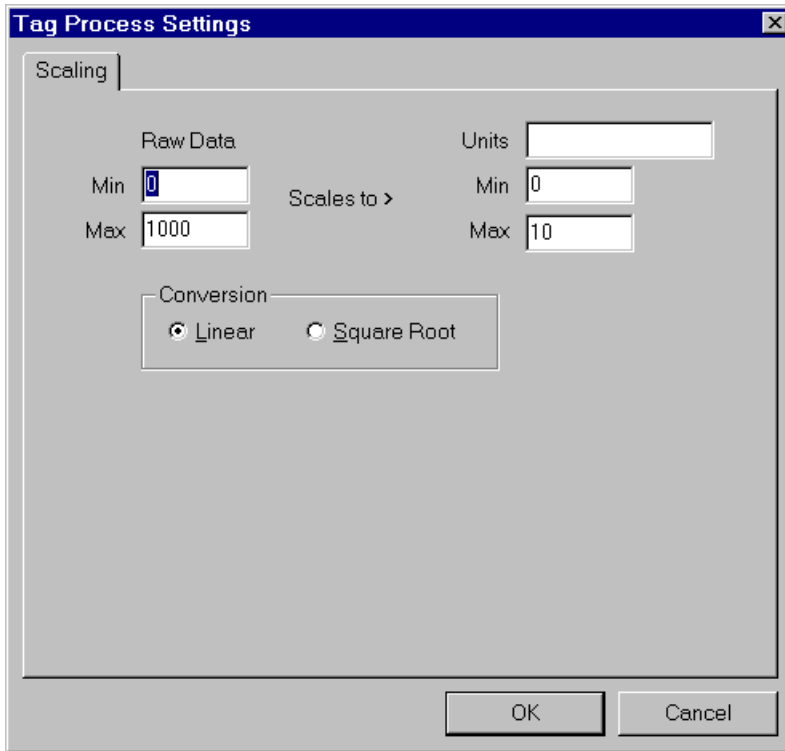 Tag Process Settings
Scaling
Raw Data Units
Min 0 Scales to > Min 0
Max 1000 Max 10
Conversion
Linear Square Root
OK Cancel